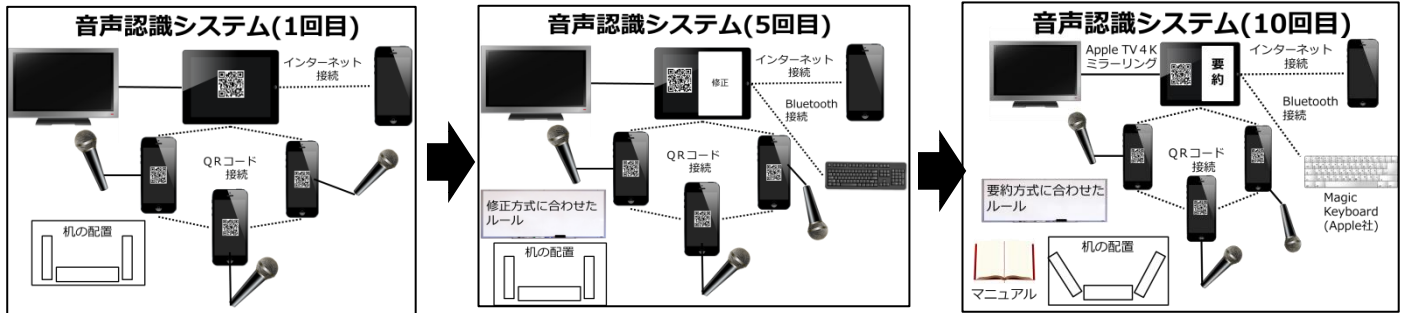 音声認識システム(1回目)
インターネット
接続
ＱＲコード
接続
机の配置
音声認識システム(5回目)
修正
インターネット
接続
Bluetooth
接続
ＱＲコード
接続
修正方式に合わせた
ルール
机の配置
音声認識システム(10回目)
Apple TV４K
ミラーリング
要約
インターネット
接続
Bluetooth
接続
ＱＲコード
接続
要約方式に合わせた
ルール
Magic
Keyboard
(Apple社)
机の配置
マニュアル